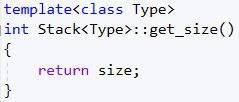 template<class Type>
int Stack<Type>::get_size()
{
    return size;
}